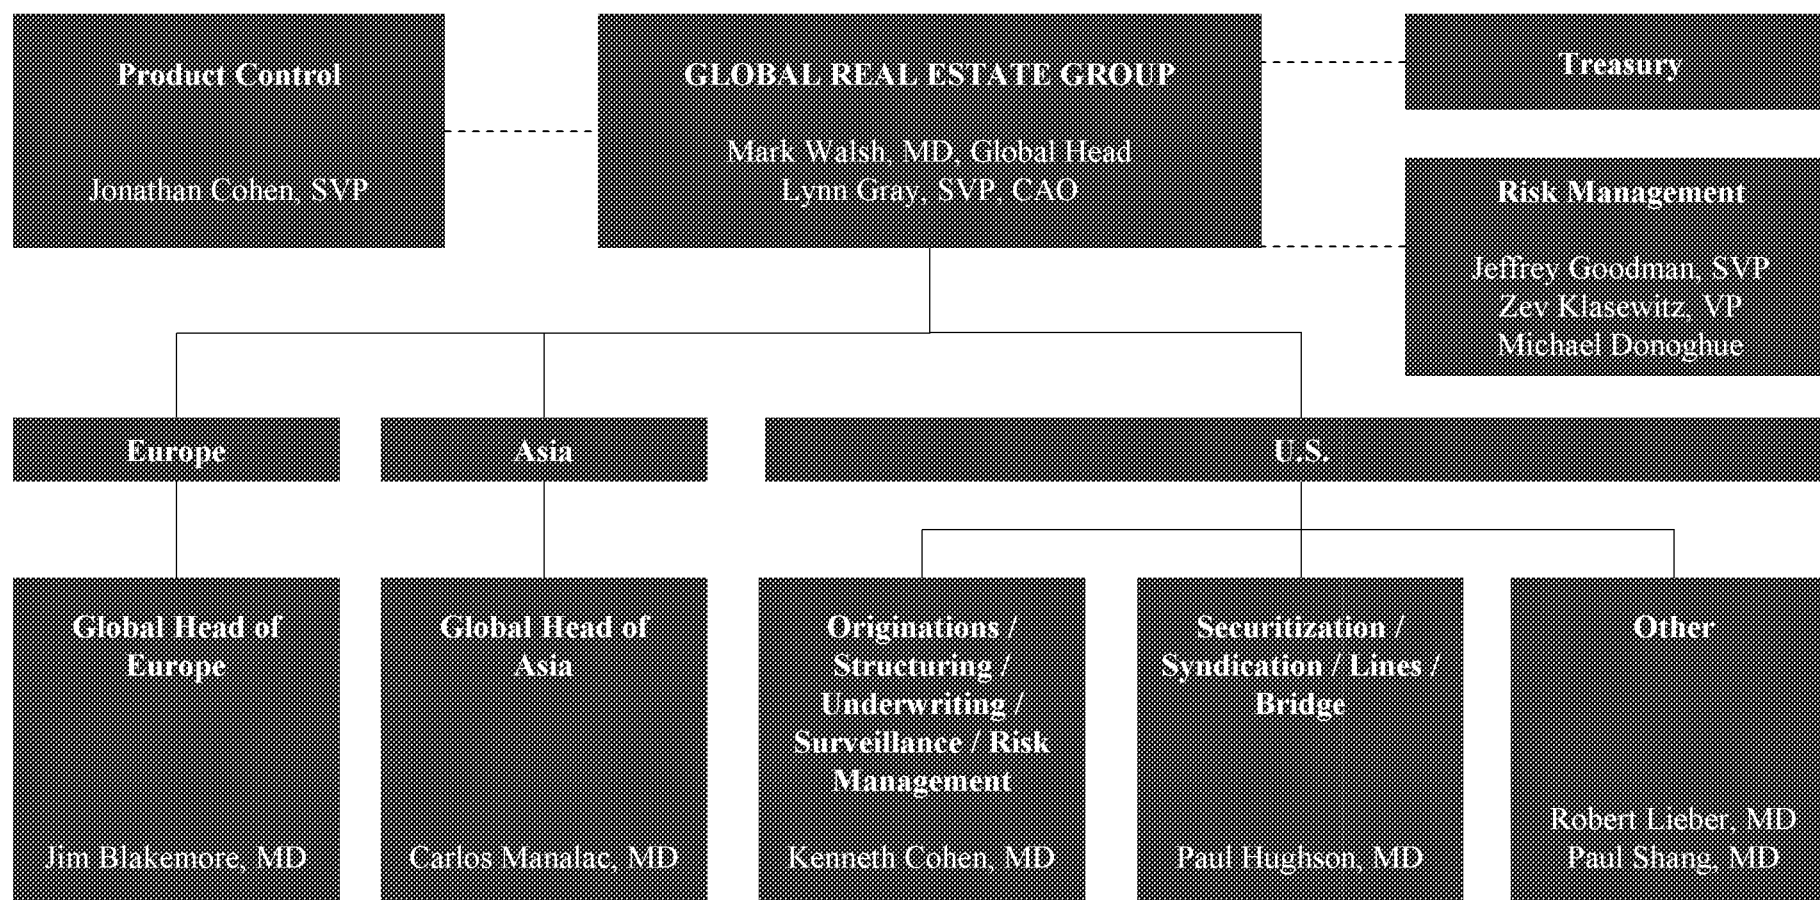 Product Control
Jonathan Cohen, SVP
GLOBAL REAL ESTATE GROUP
Mark Walsh, MD, Global Head
Lynn Gray, SVP, CAO
Treasury
Risk Management
Jeffrey Goodman, SVP
Zev Klasewitz, VP
Michael Donoghue
Europe
Asia
U.S.
Global Head of
Europe
Jim Blakemore, MD
Global Head of
Asia
Carlos Manalac, MD
Originations /
Structuring /
Underwriting /
Surveillance / Risk
Management
Kenneth Cohen, MD
Securitization /
Syndication / Lines /
Bridge
Paul Hughson, MD
Other
Robert Lieber, MD
Paul Shang, MD